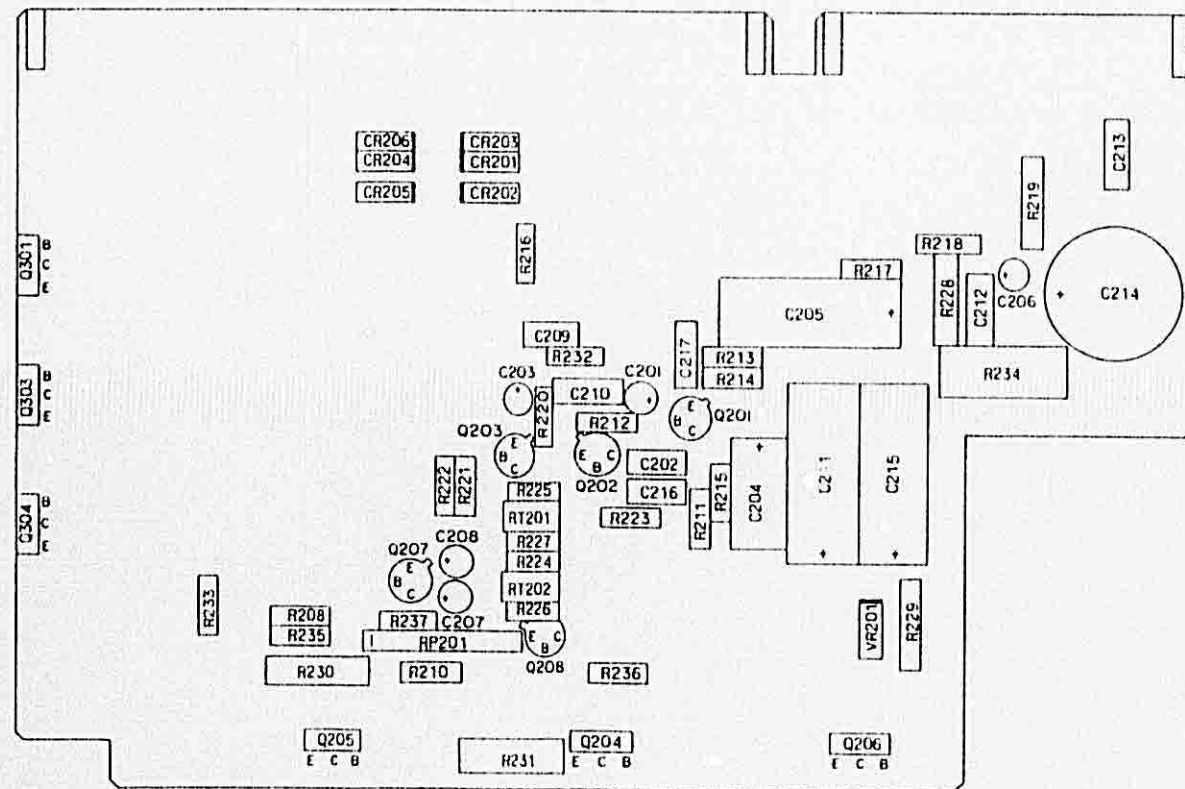 CR206
CR203
CR204
CR201
CR205
CR202
C213
R219
R216
Q301
B
C
E
R218
R217
R228
C212
C206
C214
C205
C209
R232
C217
R213
R214
R234
Q303
B
C
E
C203
R220
C210
C201
R212
E
B
C
Q201
Q203
E
B
C
E
B
C
Q202
C202
C216
R223
R211
R215
C204
C211
C215
R222
R221
R225
RT201
R227
R224
RT202
R226
Q304
B
C
E
Q207
E
B
C
C208
C207
R233
R208
R235
R237
RP201
R230
R210
E
B
C
Q208
R236
VR201
R229
Q205
E C B
R231
Q204
E C B
Q206
E C B